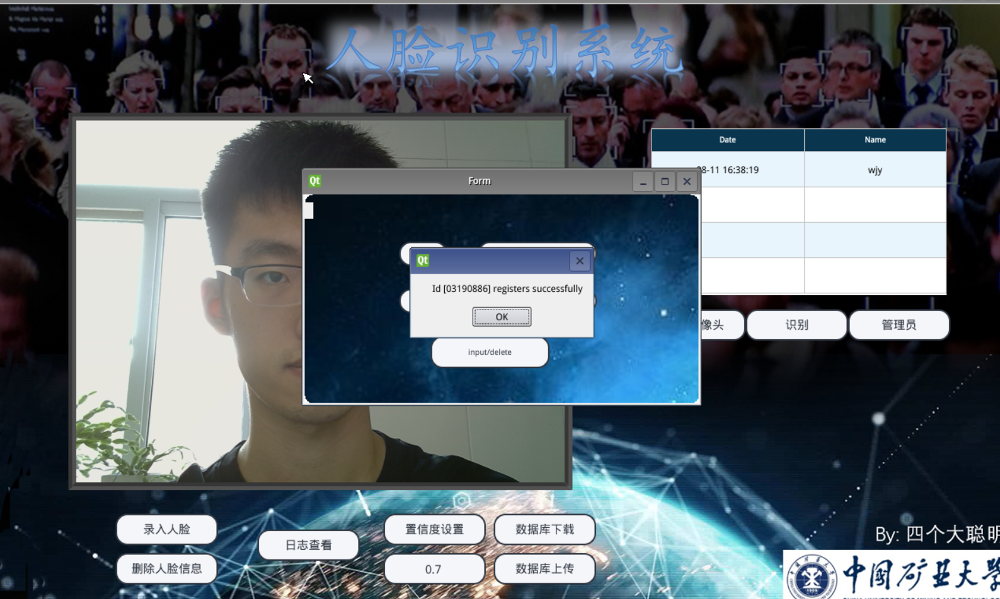 人脸识别系统
Date Name
8-11 16:38:19 wjy
Qt Form
Qt
Id [03190886] registers successfully
OK
input/delete
像头 识别 管理员
录入人脸 置信度设置 数据库下载
日志查看
删除人脸信息 0.7 数据库上传
By: 四个大聪明
中国矿业大学